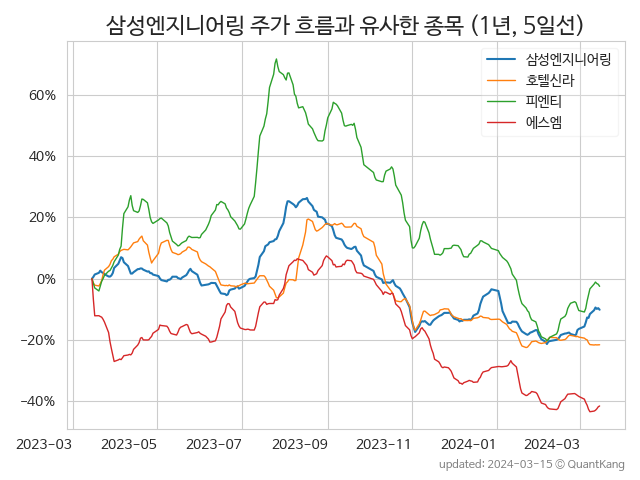 삼성엔지니어링 주가 흐름과 유사한 종목 (1년, 5일선)
삼성엔지니어링
호텔신라
피엔티
에스엠
60%
40%
20%
0%
−20%
−40%
2023-03 2023-05 2023-07 2023-09 2023-11 2024-01 2024-03
updated: 2024-03-15 © QuantKang